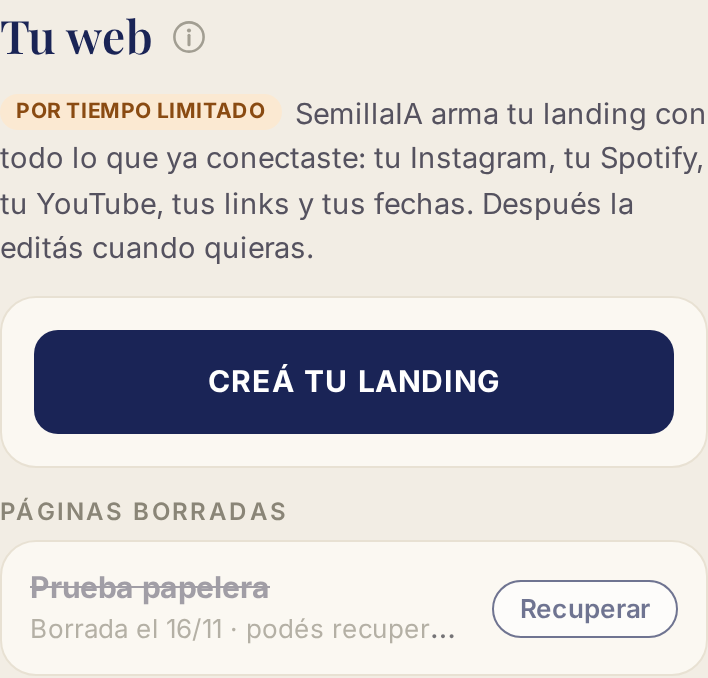 Tu web
POR TIEMPO LIMITADO SemillaIA arma tu landing con
todo lo que ya conectaste: tu Instagram, tu Spotify,
tu YouTube, tus links y tus fechas. Después la
editás cuando quieras.
CREÁ TU LANDING
PÁGINAS BORRADAS
Prueba papelera
Borrada el 16/11 · podés recuper...
Recuperar